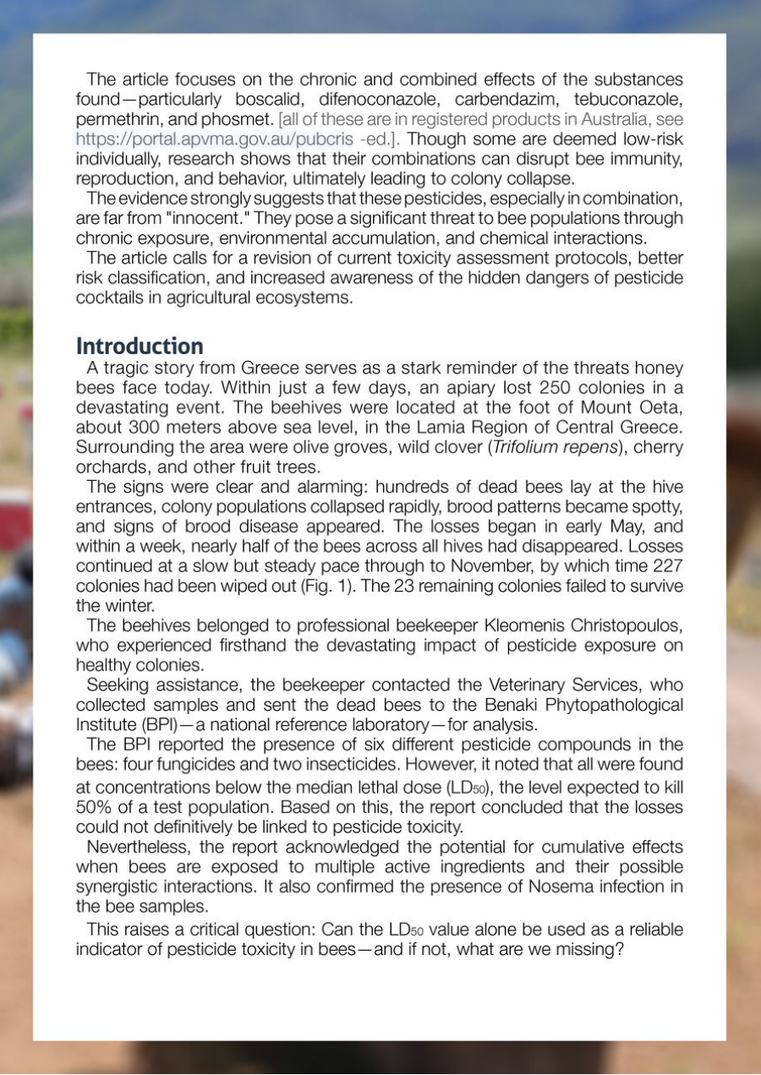 The article focuses on the chronic and combined effects of the substances
found—particularly boscalid, difenoconazole, carbendazim, tebuconazole,
permethrin, and phosmet. [all of these are in registered products in Australia, see
https://portal.apvma.gov.au/pubcris -ed.]. Though some are deemed low-risk
individually, research shows that their combinations can disrupt bee immunity,
reproduction, and behavior, ultimately leading to colony collapse.
The evidence strongly suggests that these pesticides, especially in combination,
are far from "innocent." They pose a significant threat to bee populations through
chronic exposure, environmental accumulation, and chemical interactions.
The article calls for a revision of current toxicity assessment protocols, better
risk classification, and increased awareness of the hidden dangers of pesticide
cocktails in agricultural ecosystems.
Introduction
A tragic story from Greece serves as a stark reminder of the threats honey
bees face today. Within just a few days, an apiary lost 250 colonies in a
devastating event. The beehives were located at the foot of Mount Oeta,
about 300 meters above sea level, in the Lamia Region of Central Greece.
Surrounding the area were olive groves, wild clover (Trifolium repens), cherry
orchards, and other fruit trees.
The signs were clear and alarming: hundreds of dead bees lay at the hive
entrances, colony populations collapsed rapidly, brood patterns became spotty,
and signs of brood disease appeared. The losses began in early May, and
within a week, nearly half of the bees across all hives had disappeared. Losses
continued at a slow but steady pace through to November, by which time 227
colonies had been wiped out (Fig. 1). The 23 remaining colonies failed to survive
the winter.
The beehives belonged to professional beekeeper Kleomenis Christopoulos,
who experienced firsthand the devastating impact of pesticide exposure on
healthy colonies.
Seeking assistance, the beekeeper contacted the Veterinary Services, who
collected samples and sent the dead bees to the Benaki Phytopathological
Institute (BPI)—a national reference laboratory—for analysis.
The BPI reported the presence of six different pesticide compounds in the
bees: four fungicides and two insecticides. However, it noted that all were found
at concentrations below the median lethal dose (LD50), the level expected to kill
50% of a test population. Based on this, the report concluded that the losses
could not definitively be linked to pesticide toxicity.
Nevertheless, the report acknowledged the potential for cumulative effects
when bees are exposed to multiple active ingredients and their possible
synergistic interactions. It also confirmed the presence of Nosema infection in
the bee samples.
This raises a critical question: Can the LD50 value alone be used as a reliable
indicator of pesticide toxicity in bees—and if not, what are we missing?